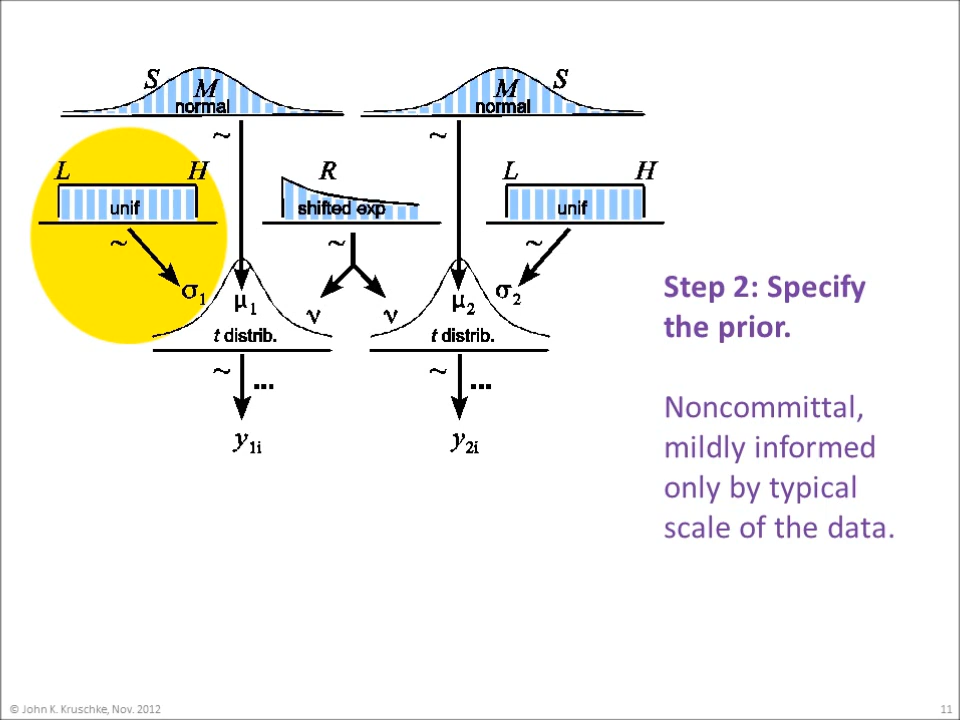 S M normal M normal S
~ ~
L H R L H
unif shifted exp unif
~ ~ ~
σ1 μ1 ν ν μ2 σ2
t distrib. t distrib.
~ ... ~ ...
y1i y2i
Step 2: Specify
the prior.
Noncommittal,
mildly informed
only by typical
scale of the data.
© John K. Kruschke, Nov. 2012
11